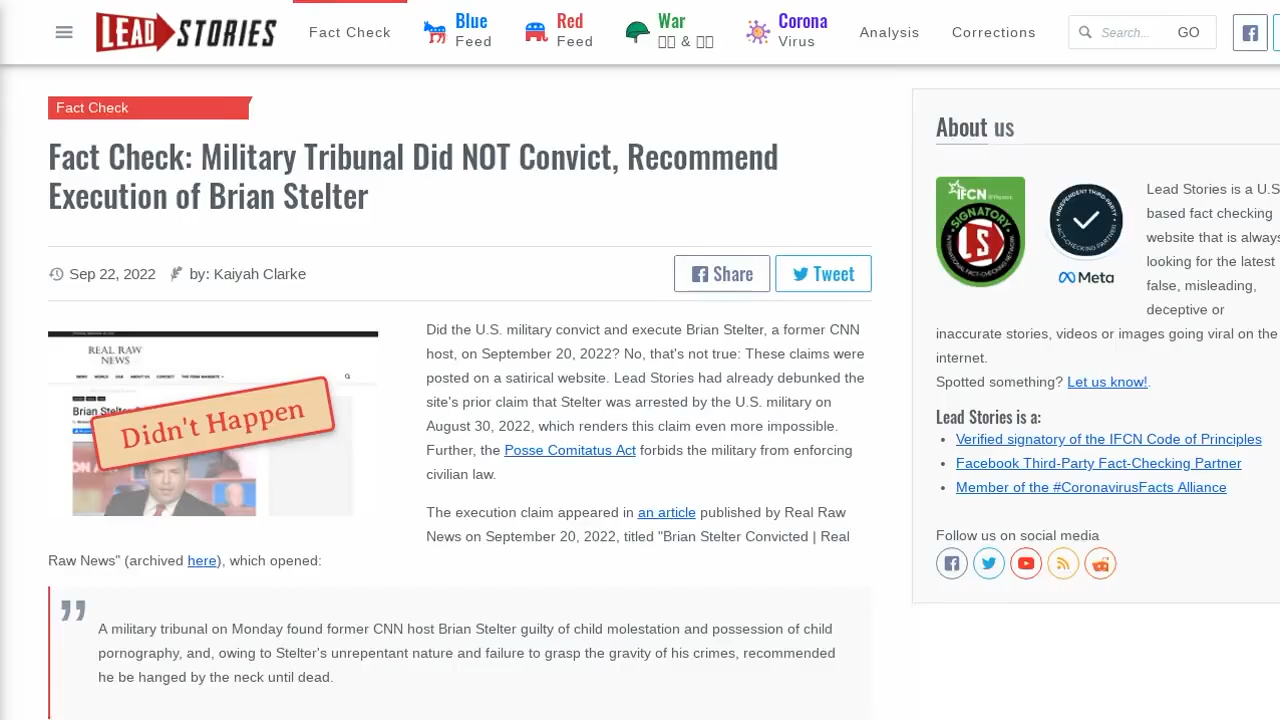 LEAD STORIES
Fact Check
Blue
Feed
Red
Feed
War
&
Corona
Virus
Analysis
Corrections
Search...
GO
Fact Check
Fact Check: Military Tribunal Did NOT Convict, Recommend
Execution of Brian Stelter
Sep 22, 2022 by: Kaiyah Clarke
Share
Tweet
REAL RAW
NEWS
Brian Stelter
Didn't Happen
Did the U.S. military convict and execute Brian Stelter, a former CNN
host, on September 20, 2022? No, that's not true: These claims were
posted on a satirical website. Lead Stories had already debunked the
site's prior claim that Stelter was arrested by the U.S. military on
August 30, 2022, which renders this claim even more impossible.
Further, the Posse Comitatus Act forbids the military from enforcing
civilian law.
The execution claim appeared in an article published by Real Raw
News on September 20, 2022, titled "Brian Stelter Convicted | Real
Raw News" (archived here), which opened:
A military tribunal on Monday found former CNN host Brian Stelter guilty of child molestation and possession of child
pornography, and, owing to Stelter's unrepentant nature and failure to grasp the gravity of his crimes, recommended
he be hanged by the neck until dead.
About us
IFCN
SIGNATORY
LS
INDEPENDENT THIRD-PARTY
FACT-CHECKING PARTNER
Meta
Lead Stories is a U.S
based fact checking
website that is always
looking for the latest
false, misleading,
deceptive or
inaccurate stories, videos or images going viral on the
internet.
Spotted something? Let us know!.
Lead Stories is a:
• Verified signatory of the IFCN Code of Principles
• Facebook Third-Party Fact-Checking Partner
• Member of the #CoronavirusFacts Alliance
Follow us on social media